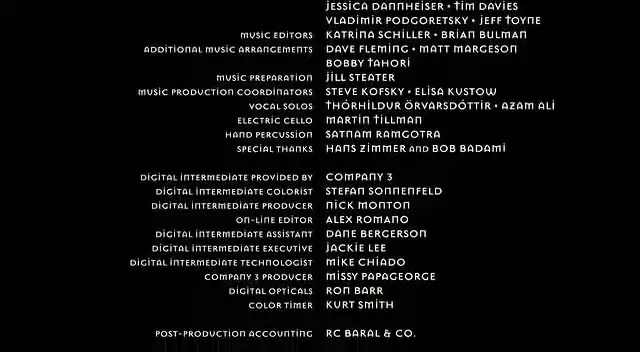 JESSICA DANNHEISER • TIM DAVIES
VLADIMIR PODGORETSKY • JEFF TOYNE
MUSIC EDITORS KATRINA SCHILLER • BRIAN BULMAN
ADDITIONAL MUSIC ARRANGEMENTS DAVE FLEMING • MATT MARGESON
BOBBY TAHORI
MUSIC PREPARATION JILL STEATER
MUSIC PRODUCTION COORDINATORS STEVE KOFSKY • ELISA KUSTOW
VOCAL SOLOS THÓRHILDUR ÖRVARSDÓTTIR • AZAM ALI
ELECTRIC CELLO MARTIN TILLMAN
HAND PERCUSSION SATNAM RAMGOTRA
SPECIAL THANKS HANS ZIMMER AND BOB BADAMI
DIGITAL INTERMEDIATE PROVIDED BY COMPANY 3
DIGITAL INTERMEDIATE COLORIST STEFAN SONNENFELD
DIGITAL INTERMEDIATE PRODUCER NICK MONTON
ON-LINE EDITOR ALEX ROMANO
DIGITAL INTERMEDIATE ASSISTANT DANE BERGERSON
DIGITAL INTERMEDIATE EXECUTIVE JACKIE LEE
DIGITAL INTERMEDIATE TECHNOLOGIST MIKE CHIADO
COMPANY 3 PRODUCER MISSY PAPAGEORGE
DIGITAL OPTICALS RON BARR
COLOR TIMER KURT SMITH
POST-PRODUCTION ACCOUNTING RC BARAL & CO.